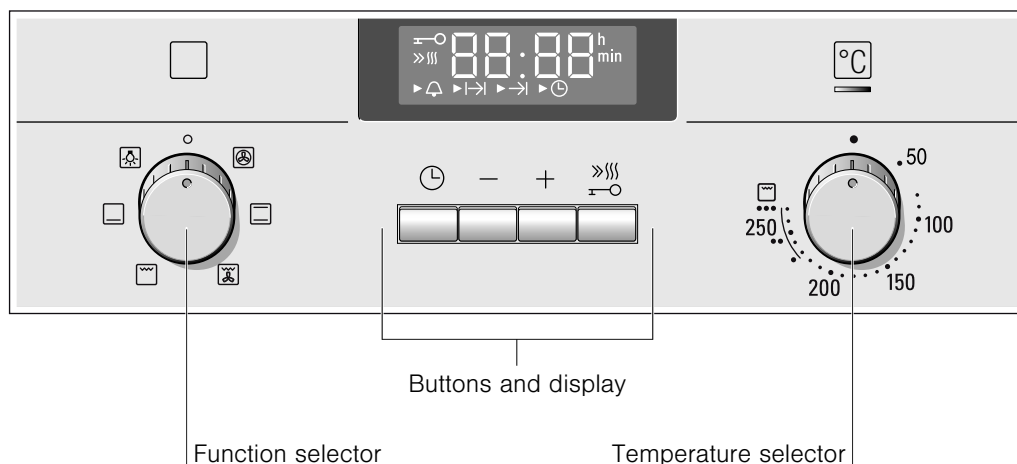 88:88 h
min
°C
50
100
150
200
250
Buttons and display
Function selector
Temperature selector